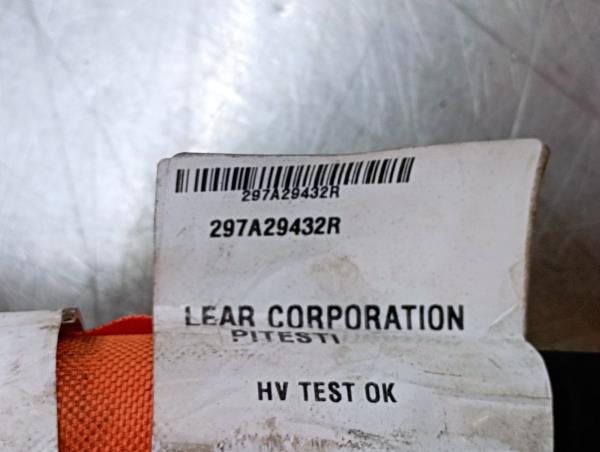 297A29432R
297A29432R
LEAR CORPORATION
PITESTI
HV TEST OK